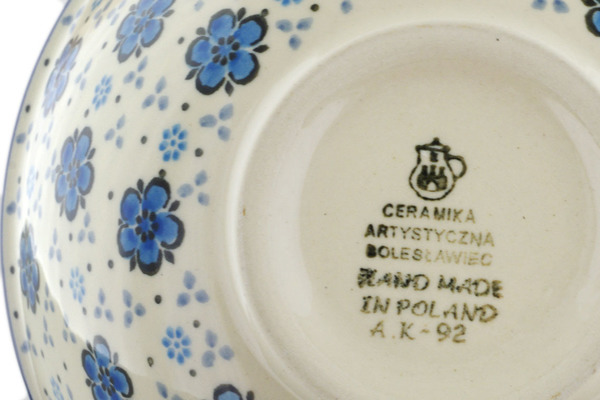 CERAMIKA
ARTYSTYCZNA
BOLESŁAWIEC
HAND MADE
IN POLAND
A.K-92